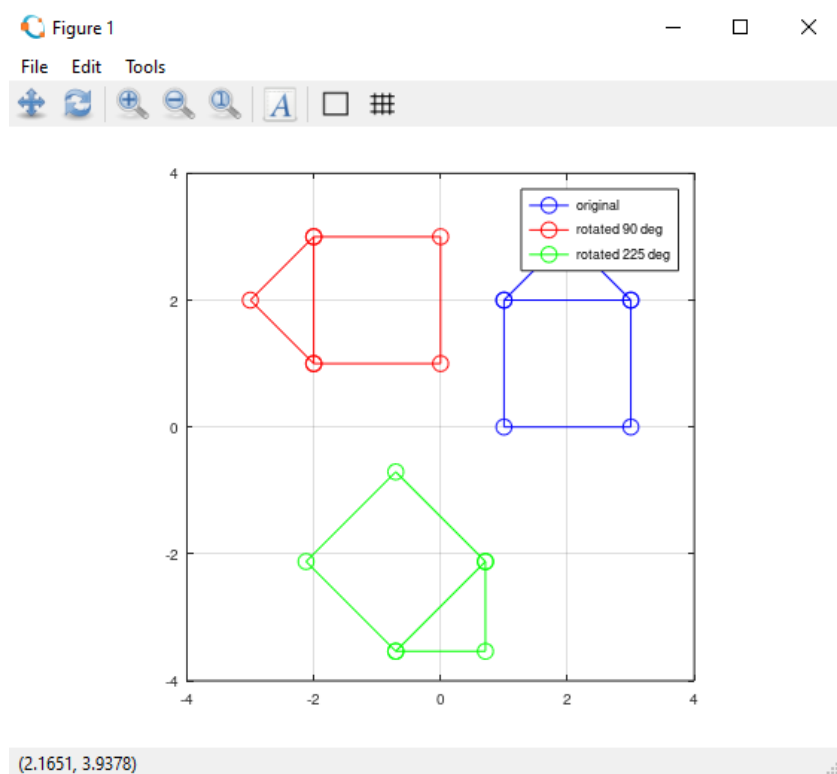 Figure 1
File Edit Tools
A
4
original
rotated 90 deg
rotated 225 deg
2
0
-2
-4
-4 -2 0 2 4
(2.1651, 3.9378)